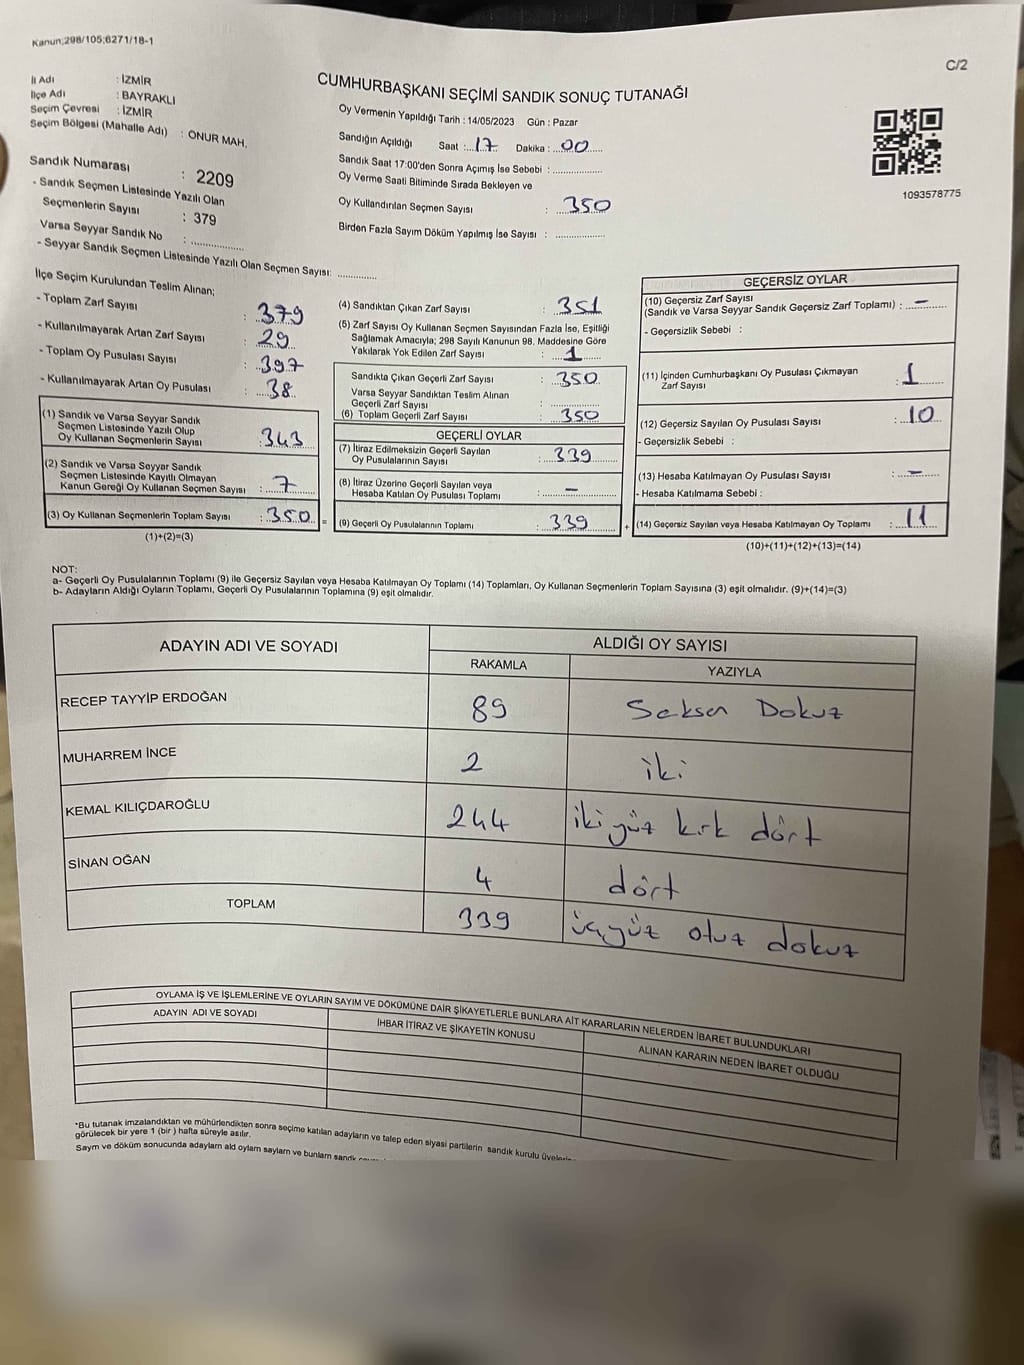 Kanun;298/105;6271/18-1
C/2
İl Adı : İZMİR
İlçe Adı : BAYRAKLI
Seçim Çevresi : İZMİR
Seçim Bölgesi (Mahalle Adı) : ONUR MAH.
Sandık Numarası : 2209
- Sandık Seçmen Listesinde Yazılı Olan
Seçmenlerin Sayısı : 379
Varsa Seyyar Sandık No : ....................
- Seyyar Sandık Seçmen Listesinde Yazılı Olan Seçmen Sayısı: ...............
CUMHURBAŞKANI SEÇİMİ SANDIK SONUÇ TUTANAĞI
Oy Vermenin Yapıldığı Tarih : 14/05/2023 Gün : Pazar
Sandığın Açıldığı Saat :...17... Dakika :...00......
Sandık Saat 17:00'den Sonra Açımış İse Sebebi : ..................
Oy Verme Saati Bitiminde Sırada Bekleyen ve
Oy Kullandırılan Seçmen Sayısı : 350
Birden Fazla Sayım Döküm Yapılmış İse Sayısı : ..................
1093578775
İlçe Seçim Kurulundan Teslim Alınan;
- Toplam Zarf Sayısı : 379
- Kullanılmayarak Artan Zarf Sayısı : 29
- Toplam Oy Pusulası Sayısı : 397
- Kullanılmayarak Artan Oy Pusulası : 38
(1) Sandık ve Varsa Seyyar Sandık
Seçmen Listesinde Yazılı Olup
Oy Kullanan Seçmenlerin Sayısı : 343
(2) Sandık ve Varsa Seyyar Sandık
Seçmen Listesinde Kayıtlı Olmayan
Kanun Gereği Oy Kullanan Seçmen Sayısı : 7
(3) Oy Kullanan Seçmenlerin Toplam Sayısı : 350 =
(1)+(2)=(3)
(4) Sandıktan Çıkan Zarf Sayısı : 351
(5) Zarf Sayısı Oy Kullanan Seçmen Sayısından Fazla İse, Eşitliği
Sağlamak Amacıyla; 298 Sayılı Kanunun 98. Maddesine Göre
Yakılarak Yok Edilen Zarf Sayısı : 1
Sandıkta Çıkan Geçerli Zarf Sayısı : 350
Varsa Seyyar Sandıktan Teslim Alınan
Geçerli Zarf Sayısı : ...............
(6) Toplam Geçerli Zarf Sayısı : 350
GEÇERLİ OYLAR
(7) İtiraz Edilmeksizin Geçerli Sayılan
Oy Pusulalarının Sayısı : 339
(8) İtiraz Üzerine Geçerli Sayılan veya
Hesaba Katılan Oy Pusulası Toplamı : -
(9) Geçerli Oy Pusulalarının Toplamı : 339 +
GEÇERSİZ OYLAR
(10) Geçersiz Zarf Sayısı
(Sandık ve Varsa Seyyar Sandık Geçersiz Zarf Toplamı) : -
- Geçersizlik Sebebi :
(11) İçinden Cumhurbaşkanı Oy Pusulası Çıkmayan
Zarf Sayısı : 1
(12) Geçersiz Sayılan Oy Pusulası Sayısı : 10
- Geçersizlik Sebebi :
(13) Hesaba Katılmayan Oy Pusulası Sayısı : -
- Hesaba Katılmama Sebebi :
(14) Geçersiz Sayılan veya Hesaba Katılmayan Oy Toplamı : 11
(10)+(11)+(12)+(13)=(14)
NOT:
a- Geçerli Oy Pusulalarının Toplamı (9) ile Geçersiz Sayılan veya Hesaba Katılmayan Oy Toplamı (14) Toplamları, Oy Kullanan Seçmenlerin Toplam Sayısına (3) eşit olmalıdır. (9)+(14)=(3)
b- Adayların Aldığı Oyların Toplamı, Geçerli Oy Pusulalarının Toplamına (9) eşit olmalıdır.
ADAYIN ADI VE SOYADI ALDIĞI OY SAYISI
RAKAMLA YAZIYLA
RECEP TAYYİP ERDOĞAN 89 Seksen Dokuz
MUHARREM İNCE 2 iki
KEMAL KILIÇDAROĞLU 244 iki yüz kırk dört
SİNAN OĞAN 4 dört
TOPLAM 339 üçyüz otuz dokuz
OYLAMA İŞ VE İŞLEMLERİNE VE OYLARIN SAYIM VE DÖKÜMÜNE DAİR ŞİKAYETLERLE BUNLARA AİT KARARLARIN NELERDEN İBARET BULUNDUKLARI
ADAYIN ADI VE SOYADI İHBAR İTİRAZ VE ŞİKAYETİN KONUSU ALINAN KARARIN NEDEN İBARET OLDUĞU
*Bu tutanak imzalandıktan ve mühürlendikten sonra seçime katılan adayların ve talep eden siyasi partilerin sandık kurulu
görülecek bir yere 1 (bir ) hafta süreyle asılır.
Sayım ve döküm sonucunda adayların ald oyların sayları ve bunların